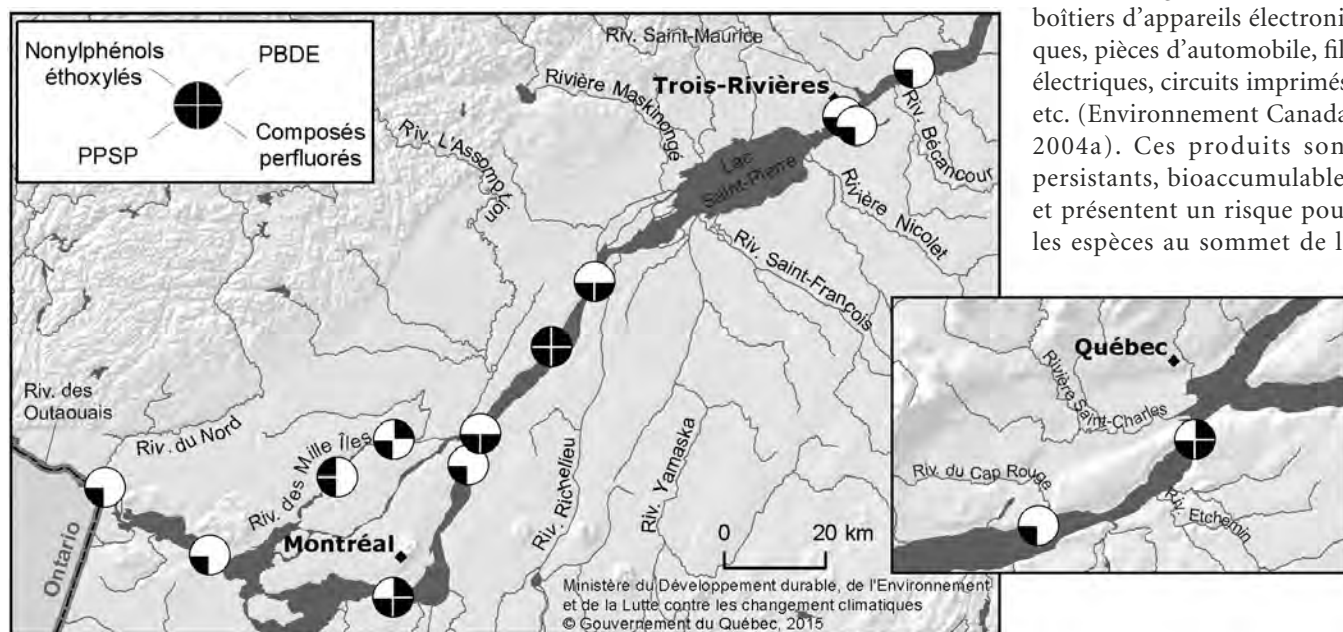 Nonylphénols
éthoxylés
PBDE
PPSP
Composés
perfluorés
Riv. Saint-Maurice
Trois-Rivières
Rivière Maskinongé
Riv. L'Assomption
Riv. Bécancour
Lac
Saint-Pierre
Rivière Nicolet
Riv. Saint-François
Riv. des
Outaouais
Riv. du Nord
Riv. des Mille Îles
Riv. Richelieu
Riv. Yamaska
Montréal
Ontario
0 20 km
Ministère du Développement durable, de l'Environnement
et de la Lutte contre les changement climatiques
© Gouvernement du Québec, 2015
boîtiers d'appareils électroni-
ques, pièces d'automobile, fil
électriques, circuits imprimés
etc. (Environnement Canada
2004a). Ces produits son
persistants, bioaccumulable
et présentent un risque pou
les espèces au sommet de l
Québec
Rivière Saint-Charles
Riv. du Cap Rouge
Riv. Etchemin